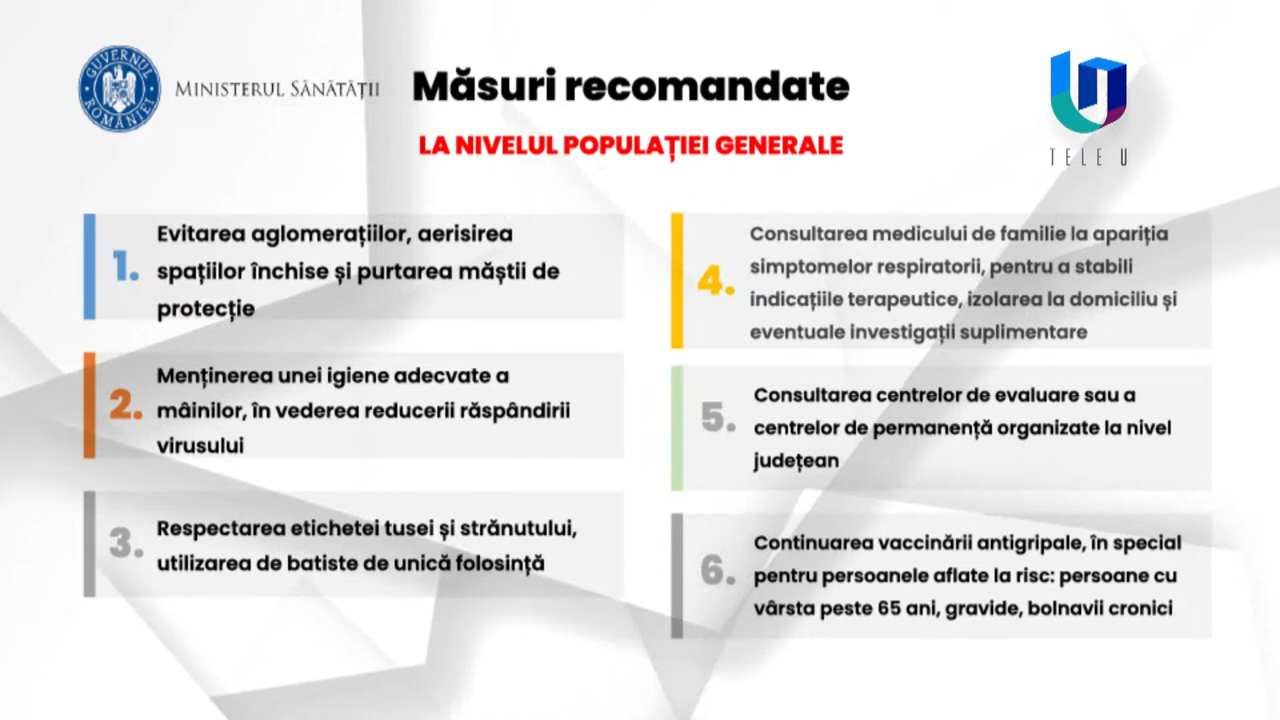 GUVERNUL ROMÂNIEI
MINISTERUL SĂNĂTĂȚII
Măsuri recomandate
LA NIVELUL POPULAȚIEI GENERALE
TELE U
1.
Evitarea aglomerațiilor, aerisirea
spațiilor închise și purtarea măștii de
protecție
2.
Menținerea unei igiene adecvate a
mâinilor, în vederea reducerii răspândirii
virusului
3.
Respectarea etichetei tusei și strănutului,
utilizarea de batiste de unică folosință
4.
Consultarea medicului de familie la apariția
simptomelor respiratorii, pentru a stabili
indicațiile terapeutice, izolarea la domiciliu și
eventuale investigații suplimentare
5.
Consultarea centrelor de evaluare sau a
centrelor de permanență organizate la nivel
județean
6.
Continuarea vaccinării antigripale, în special
pentru persoanele aflate la risc: persoane cu
vârsta peste 65 ani, gravide, bolnavii cronici